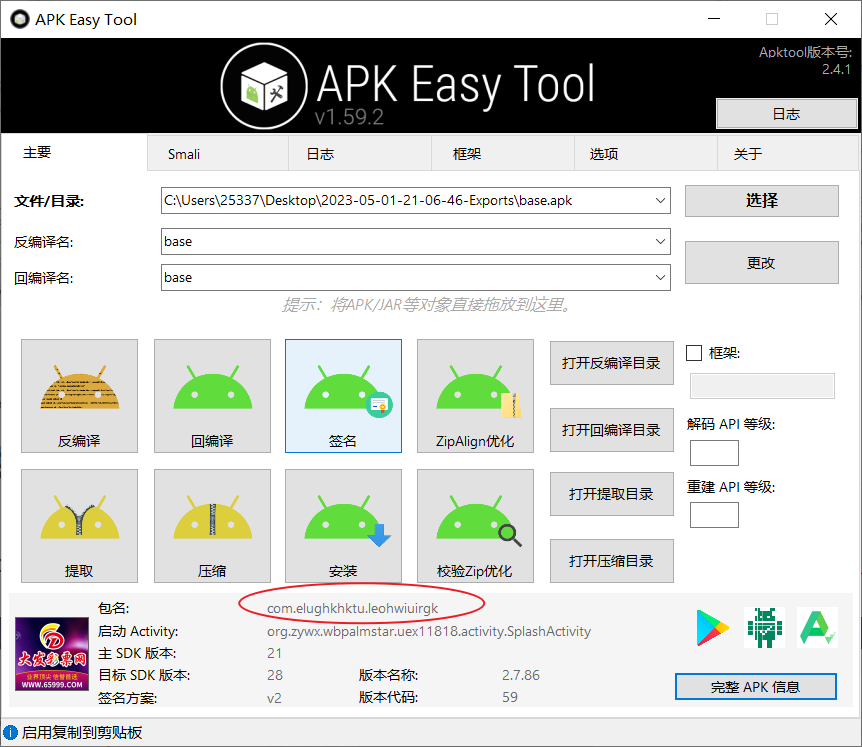 APK Easy Tool
APK Easy Tool
v1.59.2
Apktool版本号:
2.4.1
日志
主要
Smali
日志
框架
选项
关于
文件/目录:
C:\Users\25337\Desktop\2023-05-01-21-06-46-Exports\base.apk
选择
反编译名:
base
更改
回编译名:
base
提示：将APK/JAR等对象直接拖放到这里。
反编译
回编译
签名
ZipAlign优化
打开反编译目录
框架:
打开回编译目录
解码 API 等级:
提取
压缩
安装
校验Zip优化
打开提取目录
重建 API 等级:
打开压缩目录
大发彩票网
业界顶尖 信誉首选
WWW.65999.COM
包名:
com.elughkhktu.leohwiuirgk
启动 Activity:
org.zywx.wbpalmstar.uex11818.activity.SplashActivity
主 SDK 版本:
21
目标 SDK 版本:
28
版本名称:
2.7.86
签名方案:
v2
版本代码:
59
完整 APK 信息
启用复制到剪贴板